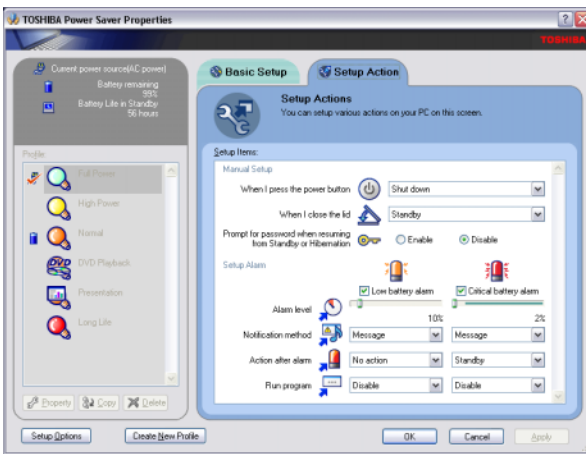 TOSHIBA Power Saver Properties
TOSHIBA
Current power source(AC power)
Battery remaining
99%
Battery Life in Standby
56 hours
Profile:
Full Power
High Power
Normal
DVD Playback
Presentation
Long Life
Property Copy Delete
Setup Options Create New Profile
Basic Setup Setup Action
Setup Actions
You can setup various actions on your PC on this screen.
Setup Items:
Manual Setup
When I press the power button Shut down
When I close the lid Standby
Prompt for password when resuming
from Standby or Hibernation Enable Disable
Setup Alarm
Low battery alarm Critical battery alarm
Alarm level
10% 2%
Notification method Message Message
Action after alarm No action Standby
Run program Disable Disable
OK Cancel Apply